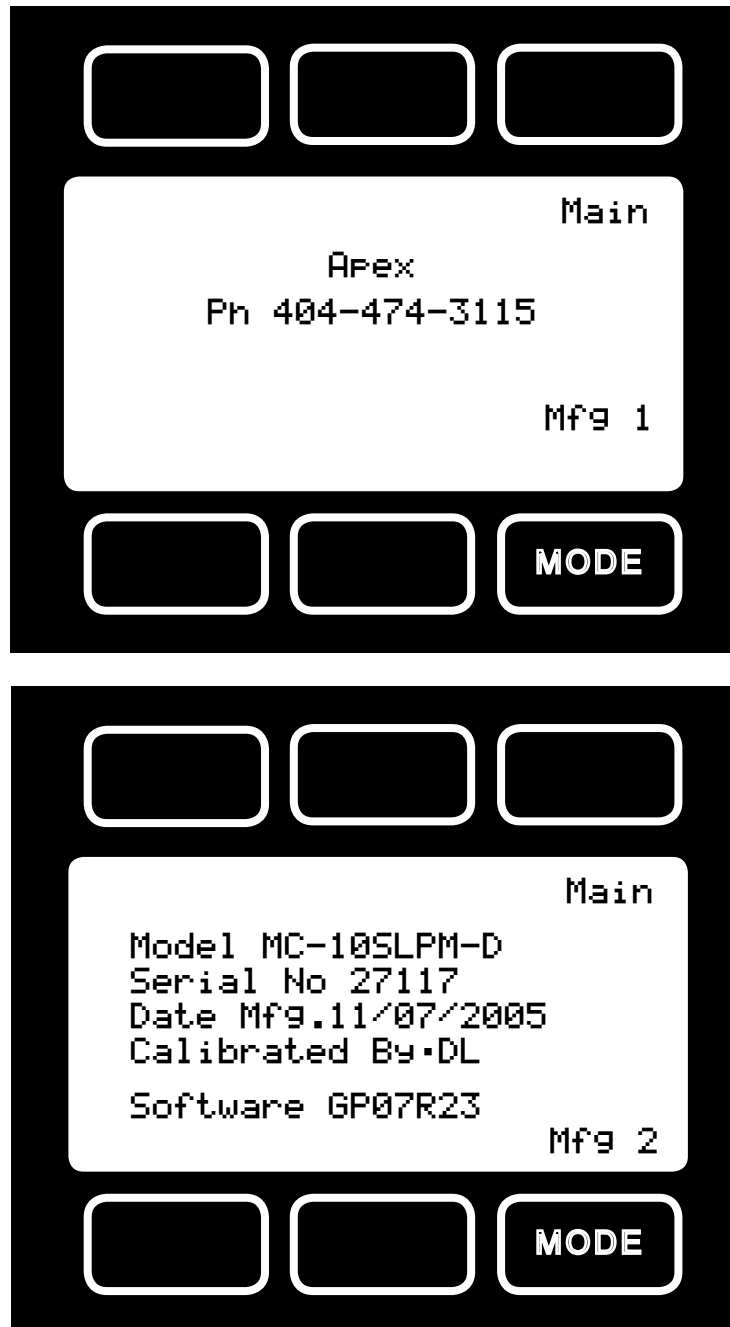 Main
Apex
Ph 404-474-3115
Mfg 1
MODE
Main
Model MC-10SLPM-D
Serial No 27117
Date Mfg.11/07/2005
Calibrated By▪DL
Software GP07R23
Mfg 2
MODE